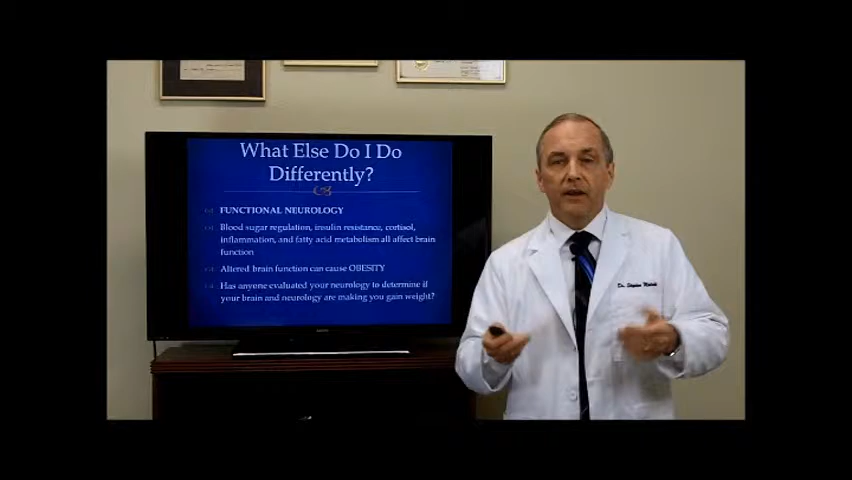 What Else Do I Do
Differently?
FUNCTIONAL NEUROLOGY
Blood sugar regulation, insulin resistance, cortisol,
inflammation, and fatty acid metabolism all affect brain
function
Altered brain function can cause OBESITY
Has anyone evaluated your neurology to determine if
your brain and neurology are making you gain weight?
Dr. Stephen